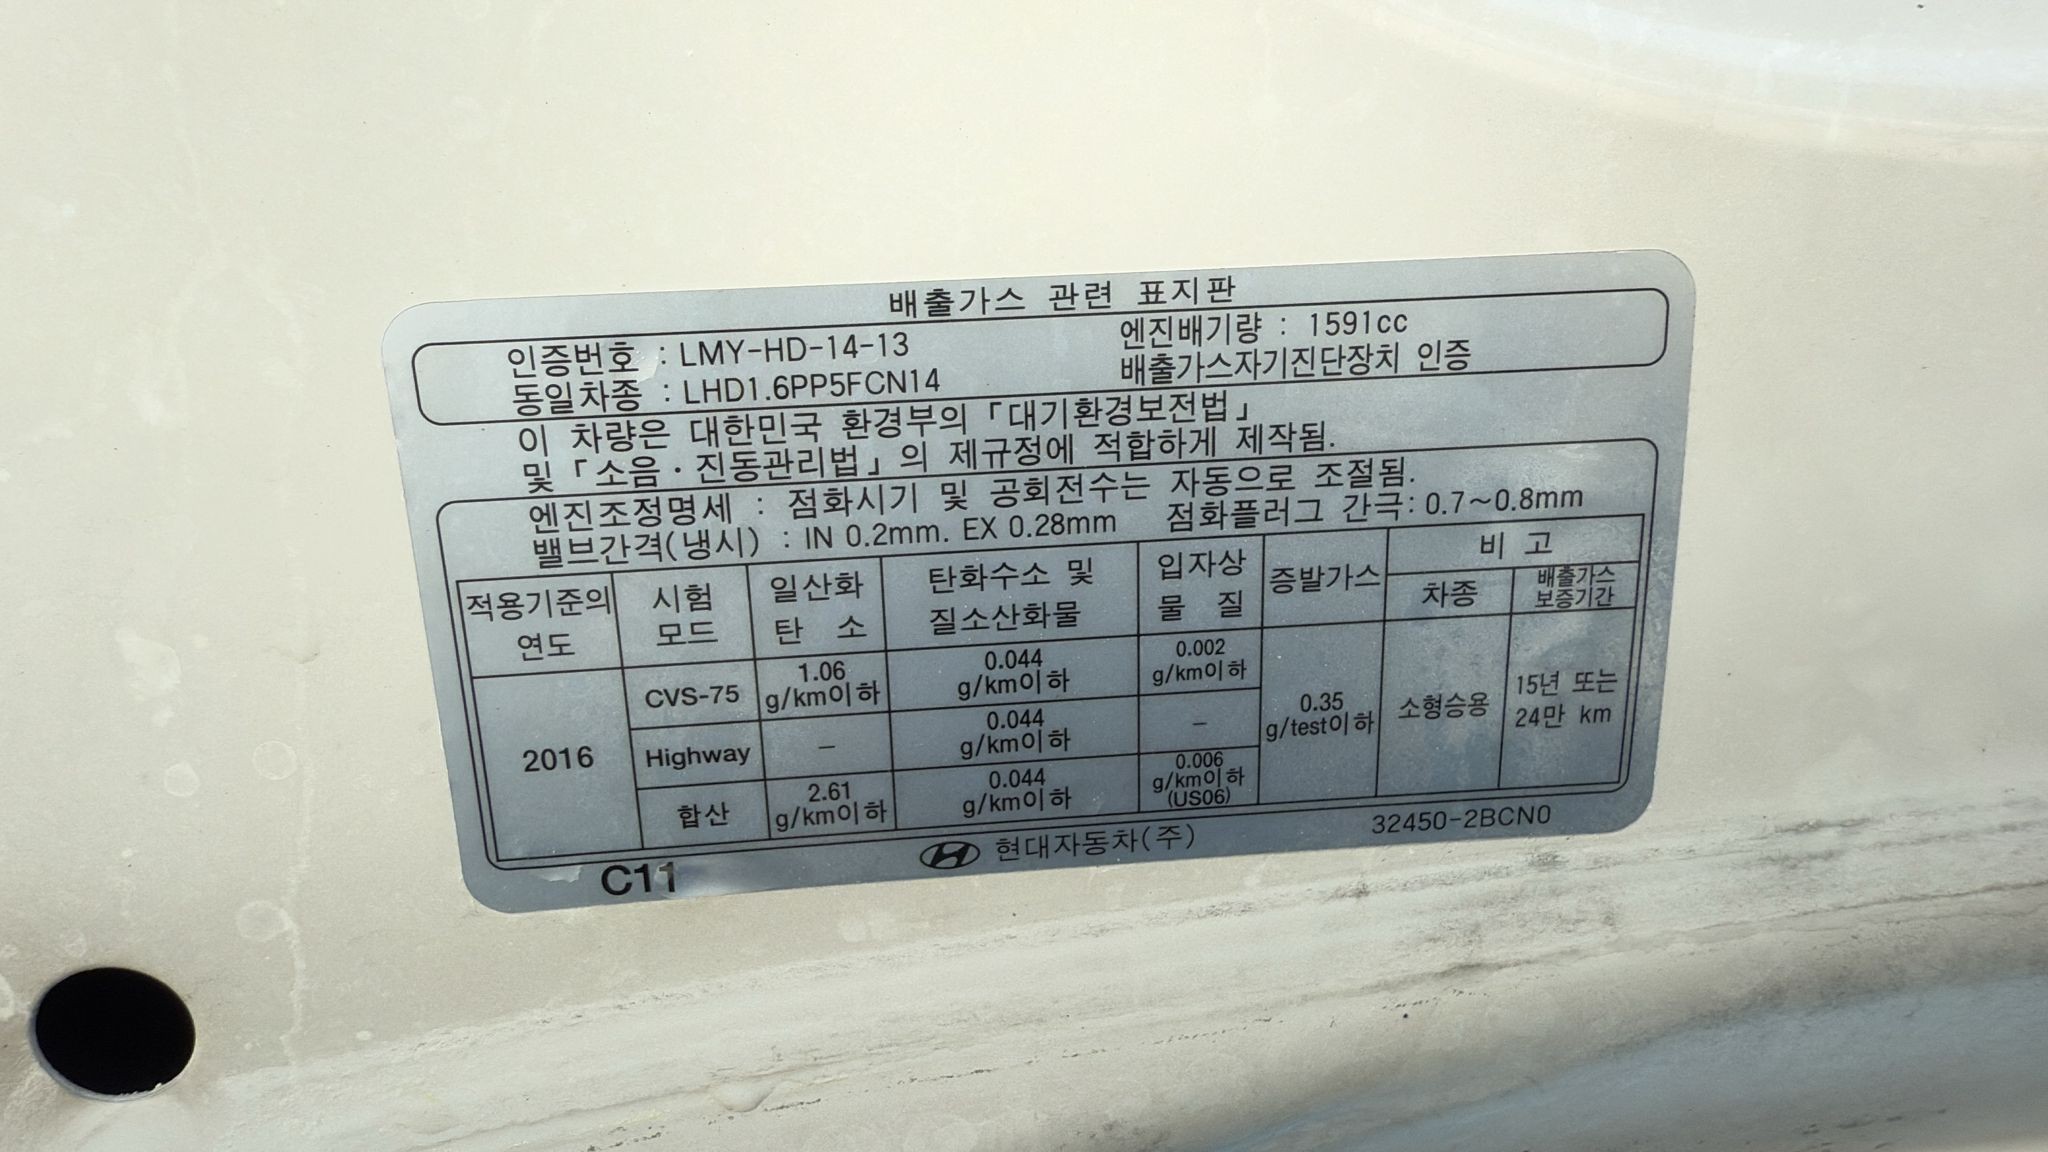 배출가스 관련 표지판
인증번호 : LMY-HD-14-13 엔진배기량 : 1591cc
동일차종 : LHD1.6PP5FCN14 배출가스자기진단장치 인증
이 차량은 대한민국 환경부의 「대기환경보전법」
및 「소음·진동관리법」의 제규정에 적합하게 제작됨.
엔진조정명세 : 점화시기 및 공회전수는 자동으로 조절됨.
밸브간격(냉시) : IN 0.2mm. EX 0.28mm 점화플러그 간극: 0.7~0.8mm
적용기준의 연도 시험 모드 일산화 탄 소 탄화수소 및 질소산화물 입자상 물 질 증발가스 비 고
차종 배출가스 보증기간
2016 CVS-75 1.06 g/km이하 0.044 g/km이하 0.002 g/km이하 0.35 g/test이하 소형승용 15년 또는 24만 km
Highway - 0.044 g/km이하 -
합산 2.61 g/km이하 0.044 g/km이하 0.006 g/km이하 (US06)
C11 현대자동차(주) 32450-2BCN0